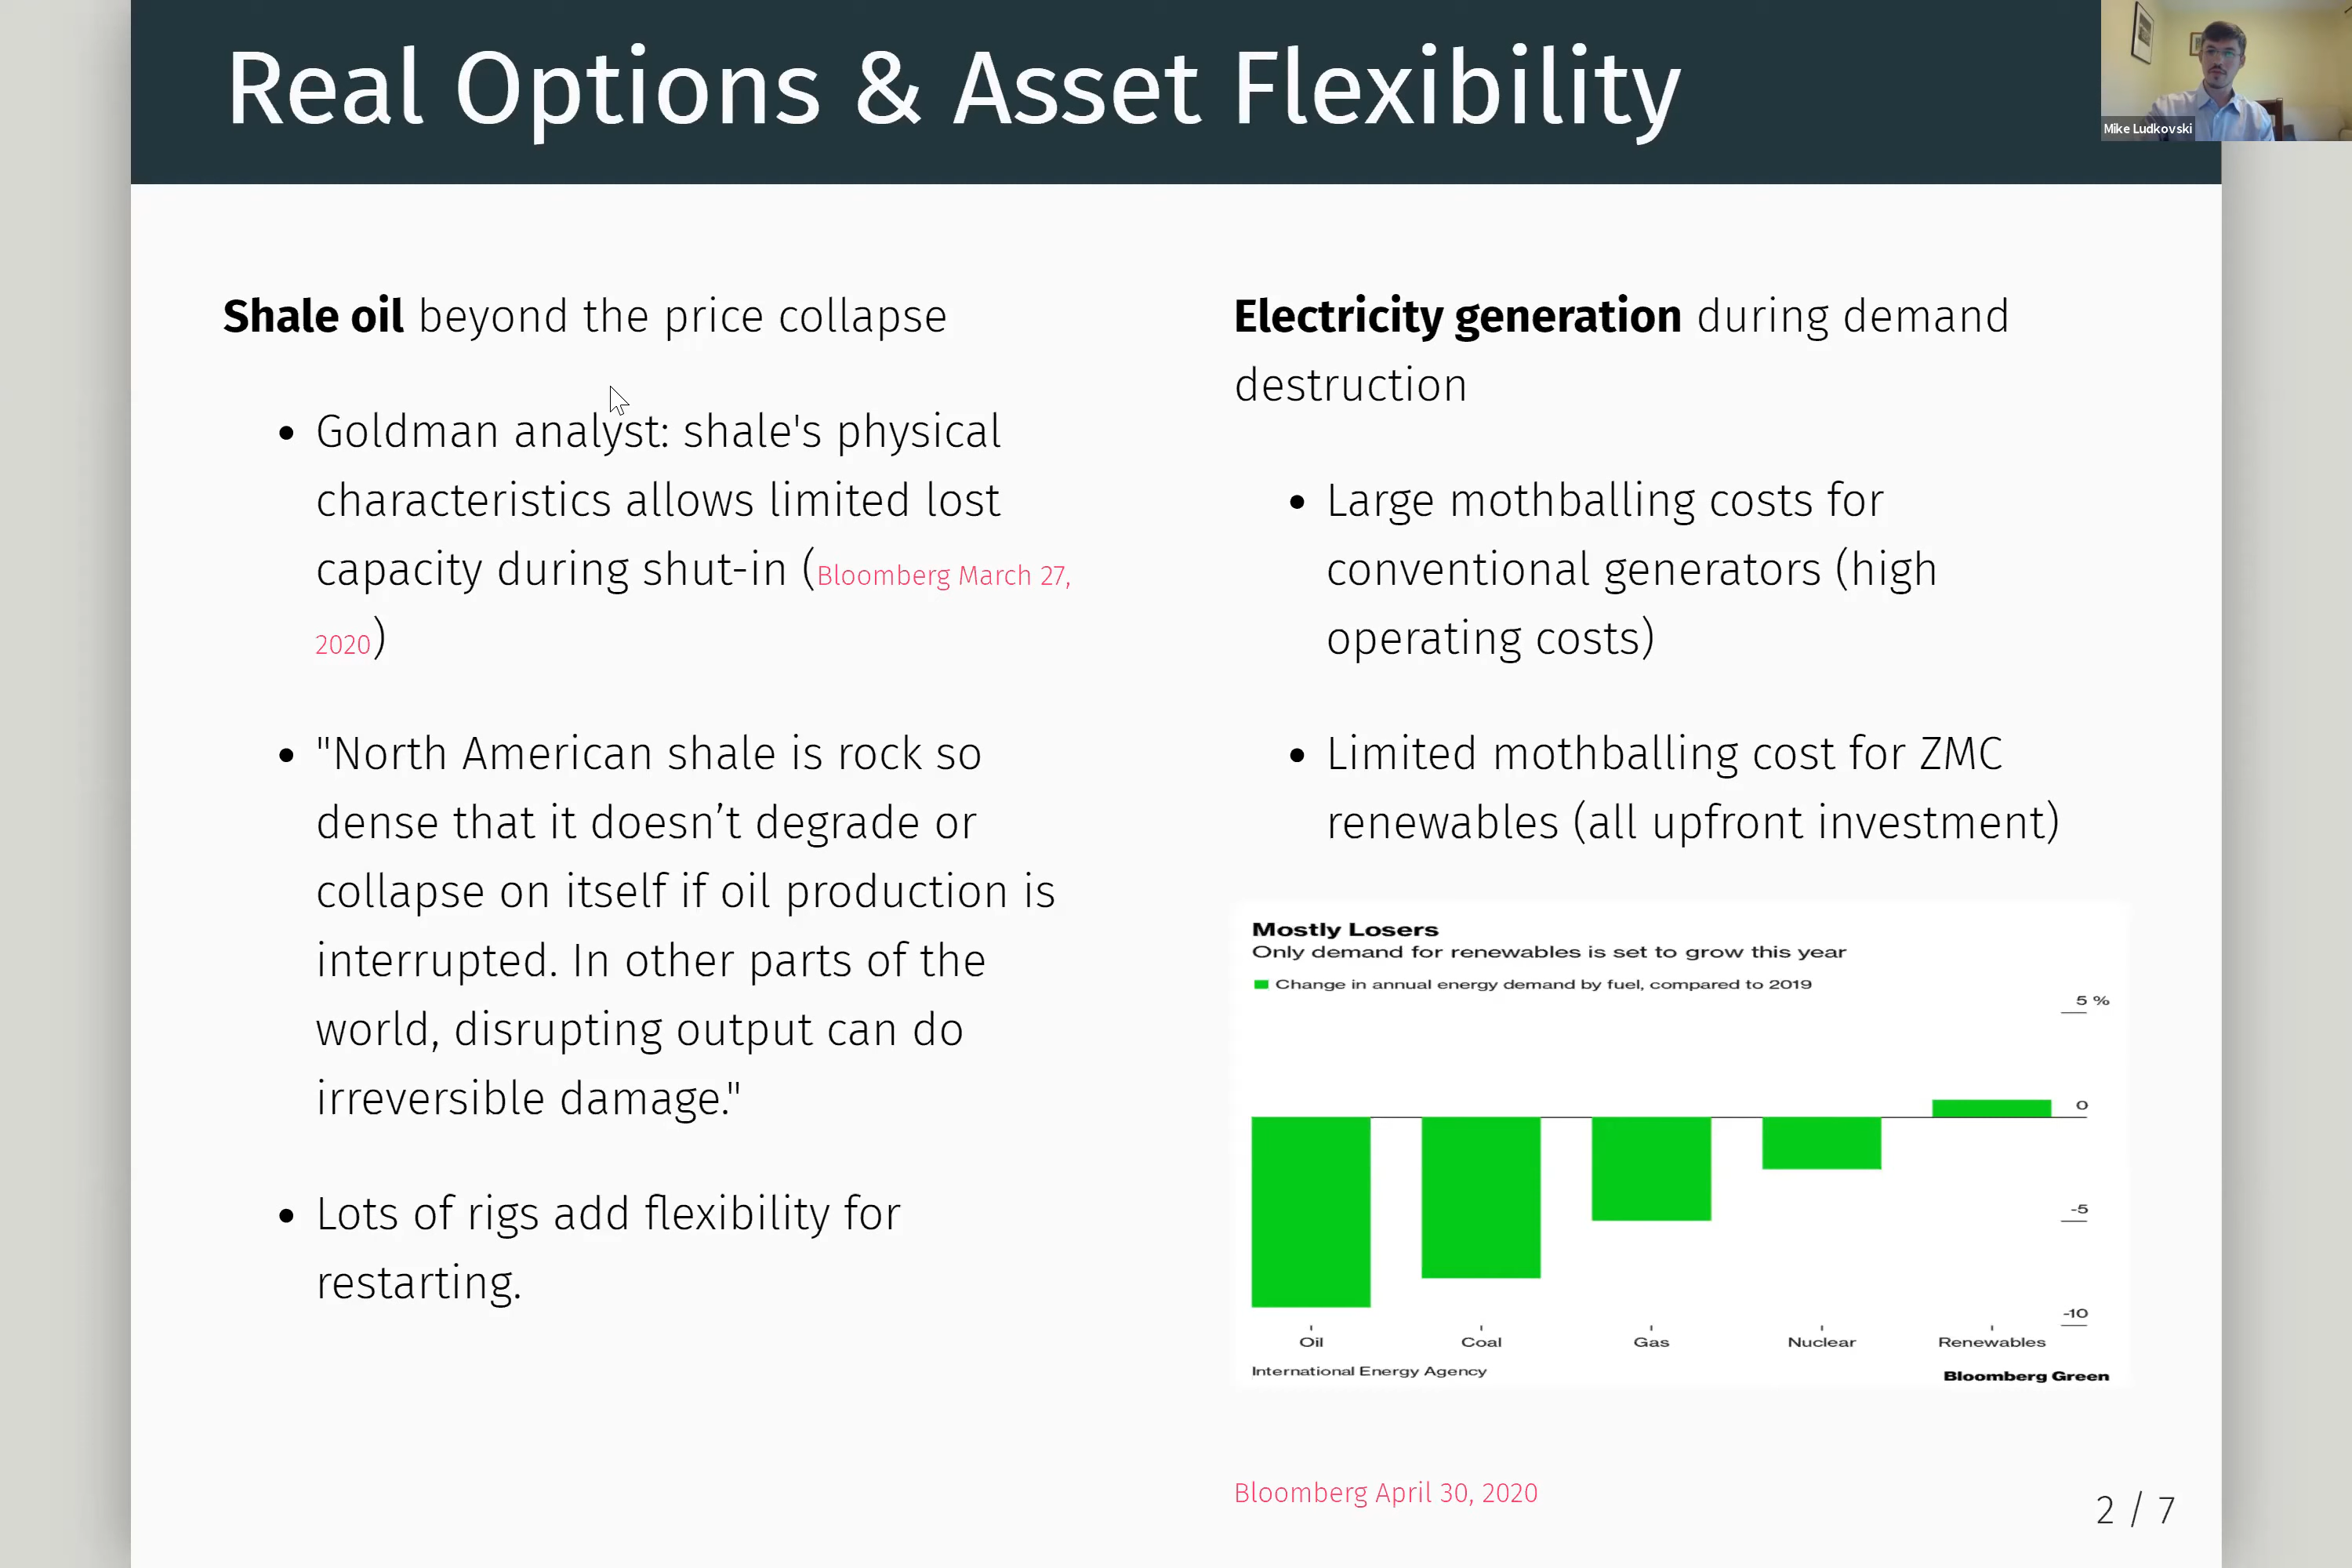 Real Options & Asset Flexibility
Mike Ludkovski
Shale oil beyond the price collapse
• Goldman analyst: shale's physical
characteristics allows limited lost
capacity during shut-in (Bloomberg March 27,
2020)
• "North American shale is rock so
dense that it doesn’t degrade or
collapse on itself if oil production is
interrupted. In other parts of the
world, disrupting output can do
irreversible damage."
• Lots of rigs add flexibility for
restarting.
Electricity generation during demand
destruction
• Large mothballing costs for
conventional generators (high
operating costs)
• Limited mothballing cost for ZMC
renewables (all upfront investment)
Mostly Losers
Only demand for renewables is set to grow this year
Change in annual energy demand by fuel, compared to 2019
5 %
0
-5
-10
Oil Coal Gas Nuclear Renewables
International Energy Agency
Bloomberg Green
Bloomberg April 30, 2020
2 / 7